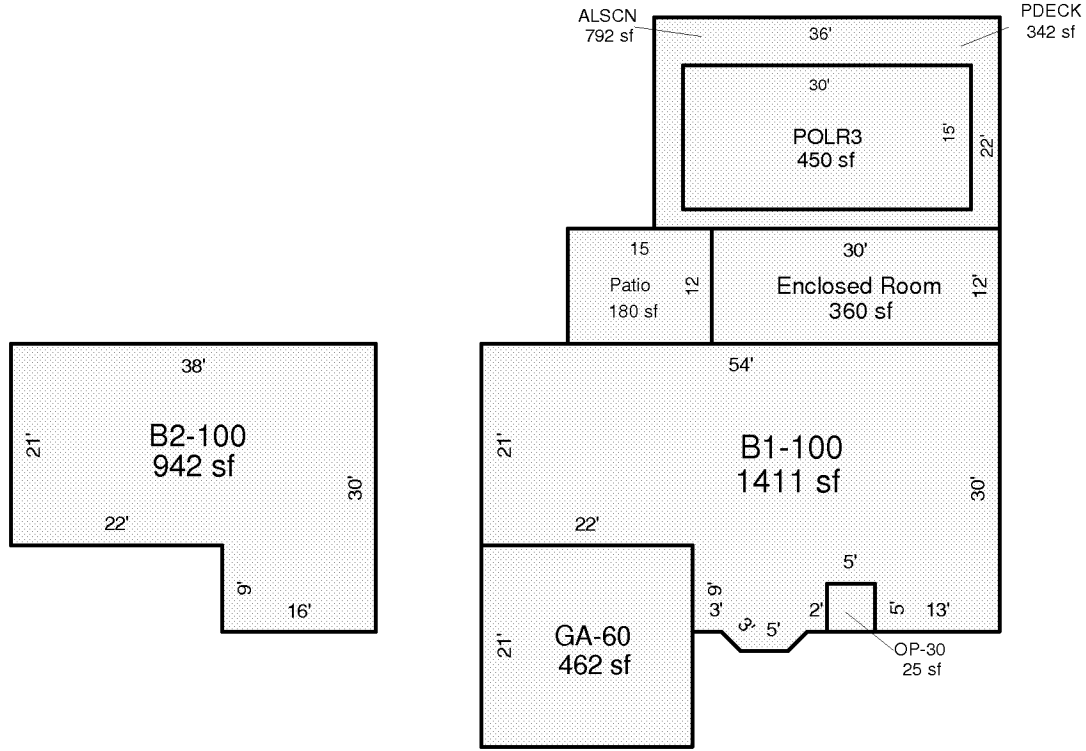 ALSCN
792 sf
PDECK
342 sf
36'
30'
POLR3
450 sf
15'
22'
15
Patio
180 sf
12
30'
Enclosed Room
360 sf
12'
38'
21'
B2-100
942 sf
30'
22'
9'
16'
54'
21'
B1-100
1411 sf
30'
22'
5'
9'
3'
3'
5'
2'
5'
13'
GA-60
462 sf
21'
OP-30
25 sf